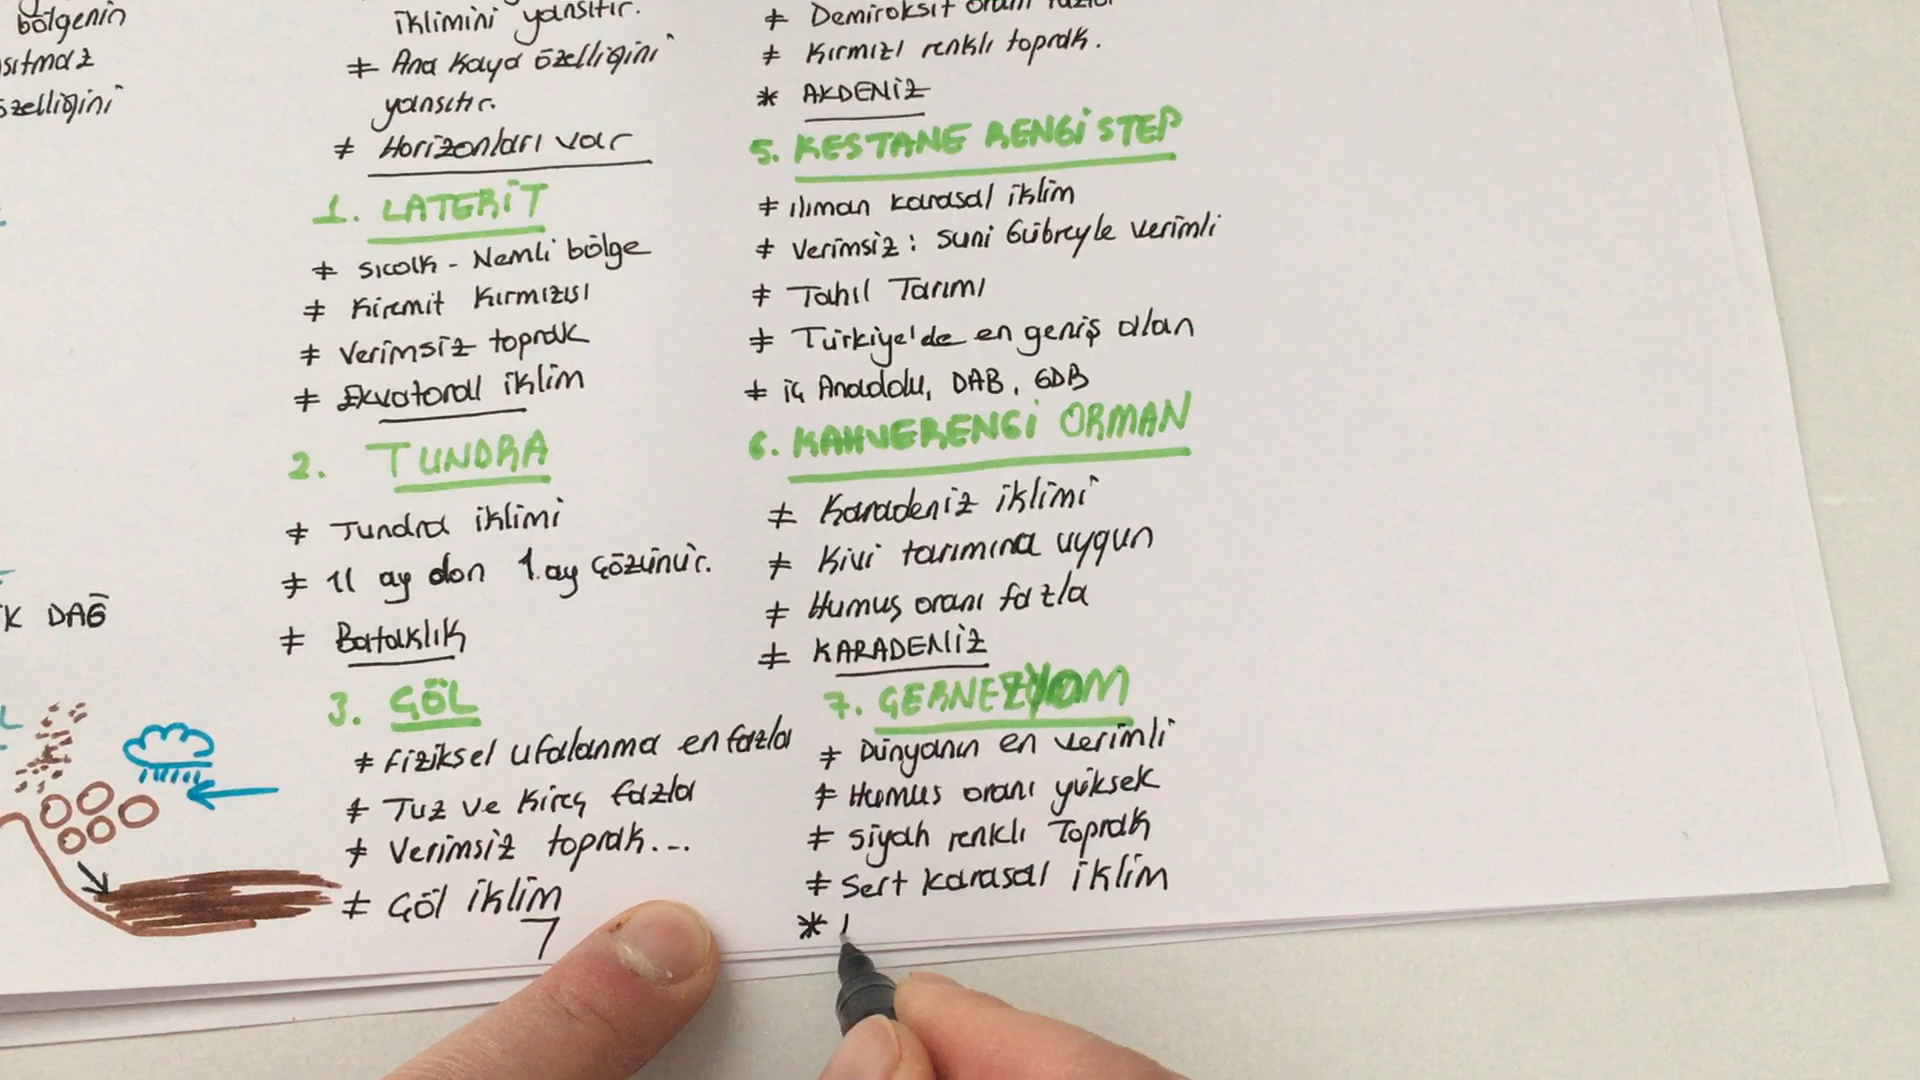 bölgenin
özelliğini
K DAĞ
iklimini yansıtır.
≠ Ana Kaya özelliğini
yansıtır.
≠ Horizonları var
1. LATERİT
≠ Sıcak - Nemli bölge
≠ Kiremit Kırmızısı
≠ Verimsiz toprak
≠ Ekvatoral iklim
2. TUNDRA
≠ Tundra iklimi
≠ 11 ay don 1.ay çözünür.
≠ Bataklık
3. ÇÖL
≠ Fiziksel ufalanma en fazla
≠ Tuz ve Kireç fazla
≠ Verimsiz toprak...
≠ Çöl iklim
≠ Demiroksit oranı fazla
≠ Kırmızı renkli toprak.
* AKDENİZ
5. KESTANE RENGİ STEP
≠ ılıman karasal iklim
≠ Verimsiz : Suni Gübreyle verimli
≠ Tahıl Tarımı
≠ Türkiye'de en geniş alan
≠ iç Anadolu, DAB, GDB
6. KAHVERENGİ ORMAN
≠ Karadeniz iklimi
≠ Kivi tarımına uygun
≠ Humus oranı fazla
≠ KARADENİZ
7. ÇERNEZYOM
≠ Dünyanın en verimli
≠ Humus oranı yüksek
≠ Siyah renkli Toprak
≠ Sert Karasal iklim
*